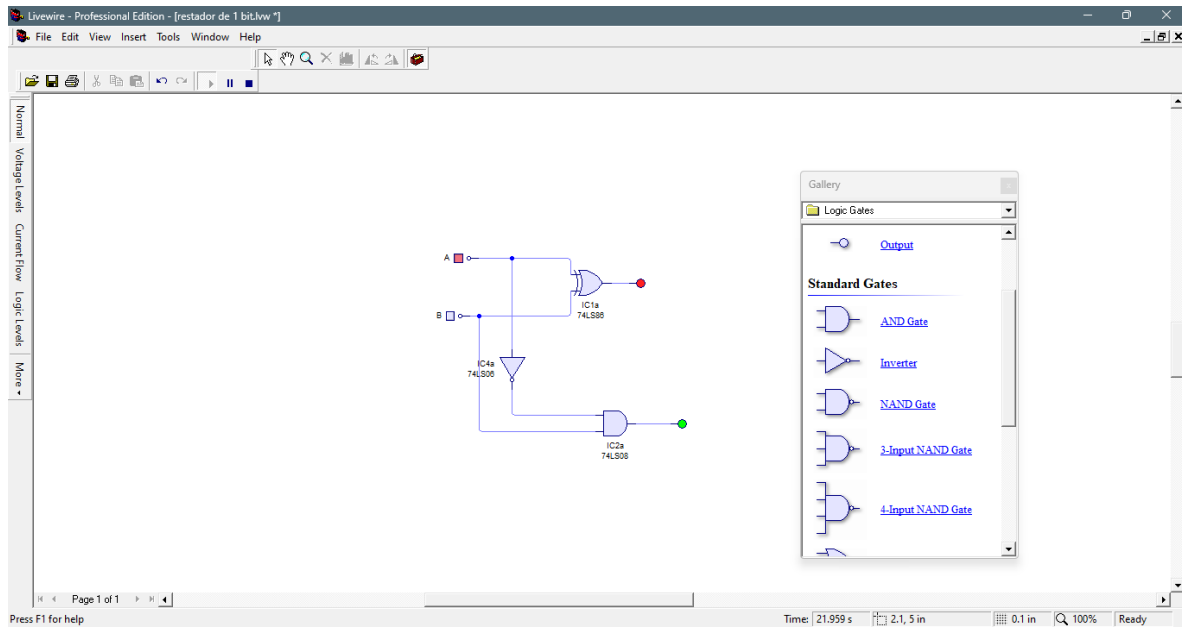 Livewire - Professional Edition - [restador de 1 bit.lvw *]
File Edit View Insert Tools Window Help
Normal
Voltage Levels
Current Flow
Logic Levels
More
A
B
IC1a
74LS86
IC4a
74LS06
IC2a
74LS08
Gallery
Logic Gates
Output
Standard Gates
AND Gate
Inverter
NAND Gate
3-Input NAND Gate
4-Input NAND Gate
Page 1 of 1
Press F1 for help
Time: 21.959 s
2.1, 5 in
0.1 in
100%
Ready